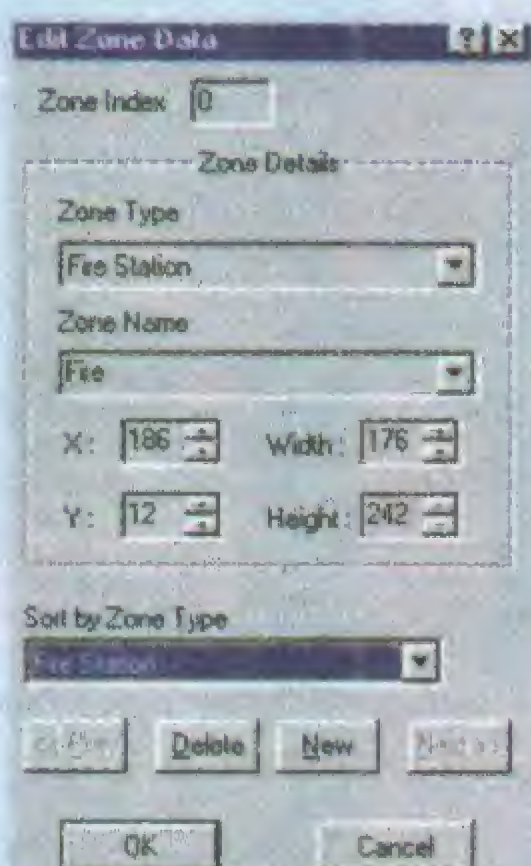 Edit Zone Data
Zone Index 0
Zone Details
Zone Type
Fire Station
Zone Name
Fire
X: 186 Width: 176
Y: 12 Height: 242
Sort by Zone Type
Fire Station
Delete New
OK Cancel